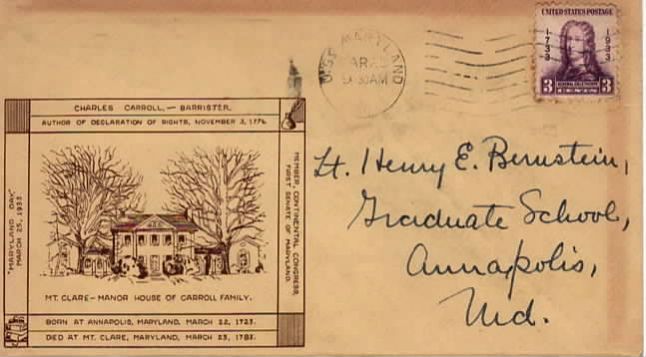 UNITED STATES POSTAGE
1733
1933
3
3
U.S.S. MARYLAND
AM
CHARLES CARROLL, — BARRISTER,
AUTHOR OF DECLARATION OF RIGHTS, NOVEMBER 3, 1776.
"MARYLAND DAY,"
MARCH 25, 1933
MEMBER, CONTINENTAL CONGRESS,
FIRST SENATE OF MARYLAND.
MT. CLARE — MANOR HOUSE OF CARROLL FAMILY.
BORN AT ANNAPOLIS, MARYLAND, MARCH 22, 1723.
DIED AT MT. CLARE, MARYLAND, MARCH 23, 1783.
Lt. Henry E. Bernstein,
Graduate School,
Annapolis,
Md.